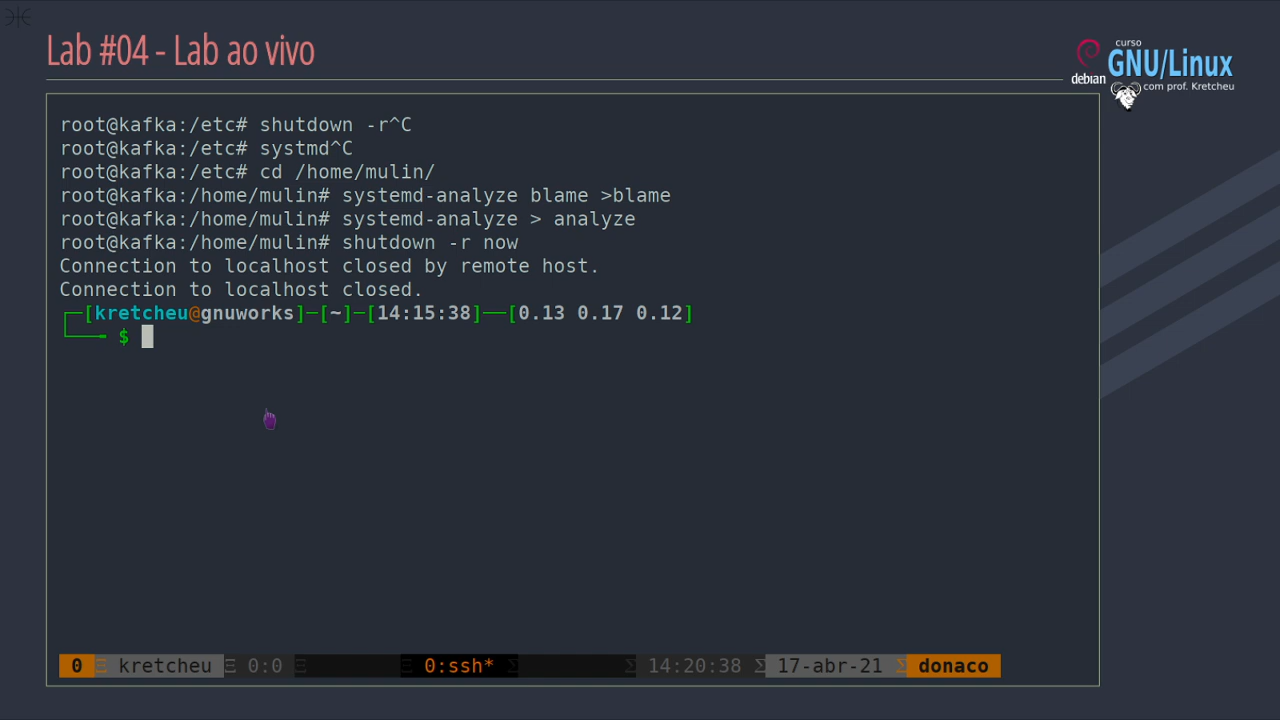 Lab #04 - Lab ao vivo
curso
GNU/Linux
debian
com prof. Kretcheu
root@kafka:/etc# shutdown -r^C
root@kafka:/etc# systmd^C
root@kafka:/etc# cd /home/mulin/
root@kafka:/home/mulin# systemd-analyze blame >blame
root@kafka:/home/mulin# systemd-analyze > analyze
root@kafka:/home/mulin# shutdown -r now
Connection to localhost closed by remote host.
Connection to localhost closed.
┌─[kretcheu@gnuworks]─[~]─[14:15:38]──[0.13 0.17 0.12]
└──╼ $
0 Ξ kretcheu Ξ 0:0 Ξ Ξ 0:ssh* Σ Σ 14:20:38 Σ 17-abr-21 Σ donaco